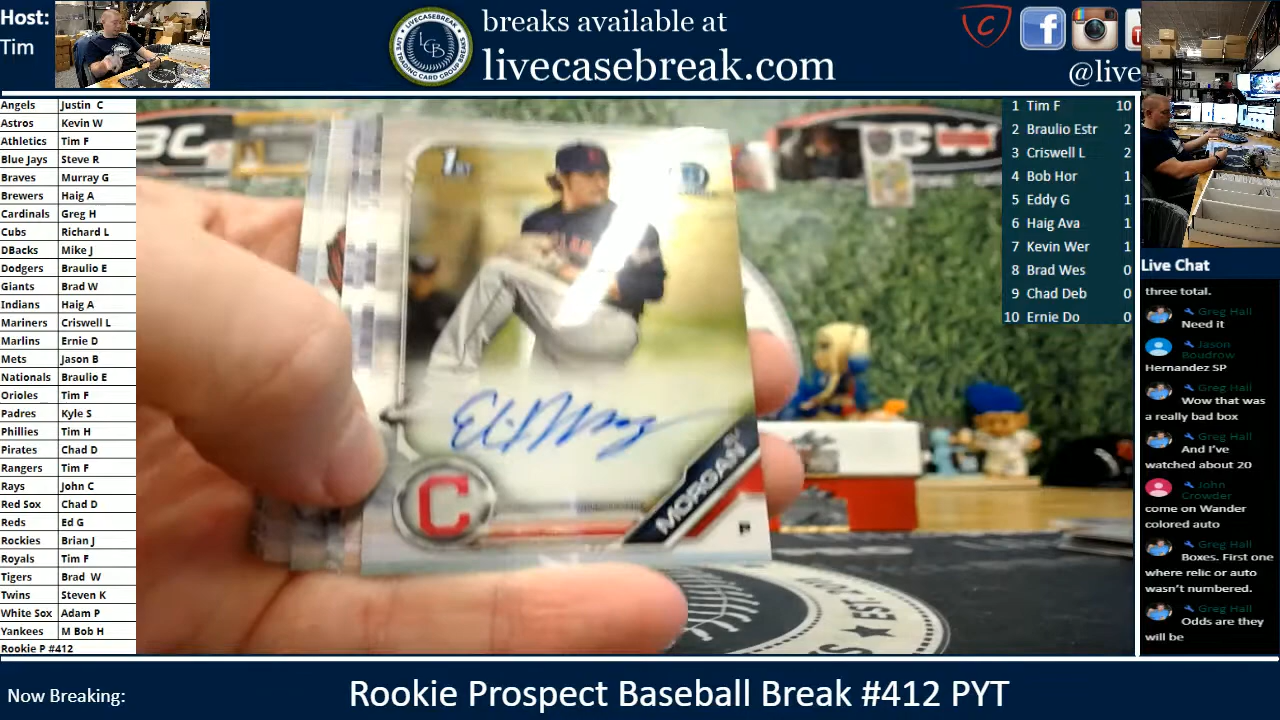 Host:
Tim
breaks available at
livecasebreak.com
@live
Angels Justin C
Astros Kevin W
Athletics Tim F
Blue Jays Steve R
Braves Murray G
Brewers Haig A
Cardinals Greg H
Cubs Richard L
DBacks Mike J
Dodgers Braulio E
Giants Brad W
Indians Haig A
Mariners Criswell L
Marlins Ernie D
Mets Jason B
Nationals Braulio E
Orioles Tim F
Padres Kyle S
Phillies Tim H
Pirates Chad D
Rangers Tim F
Rays John C
Red Sox Chad D
Reds Ed G
Rockies Brian J
Royals Tim F
Tigers Brad W
Twins Steven K
White Sox Adam P
Yankees M Bob H
Rookie P #412
LCB
1st
C
MORGAN
P
EST.
1 Tim F 10
2 Braulio Estr 2
3 Criswell L 2
4 Bob Hor 1
5 Eddy G 1
6 Haig Ava 1
7 Kevin Wer 1
8 Brad Wes 0
9 Chad Deb 0
10 Ernie Do 0
Live Chat
three total.
Greg Hall
Need it
Jason
Boudrow
Hernandez SP
Greg Hall
Wow that was
a really bad box
Greg Hall
And I've
watched about 20
John
Crowder
come on Wander
colored auto
Greg Hall
Boxes. First one
where relic or auto
wasn't numbered.
Greg Hall
Odds are they
will be
Now Breaking:
Rookie Prospect Baseball Break #412 PYT